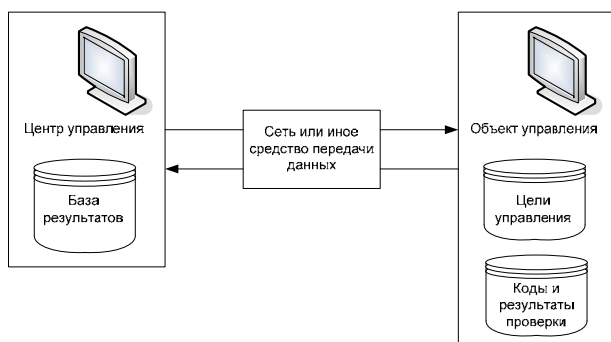 Центр управления
База
результатов
Сеть или иное
средство передачи
данных
Объект управления
Цели
управления
Коды и
результаты
проверки